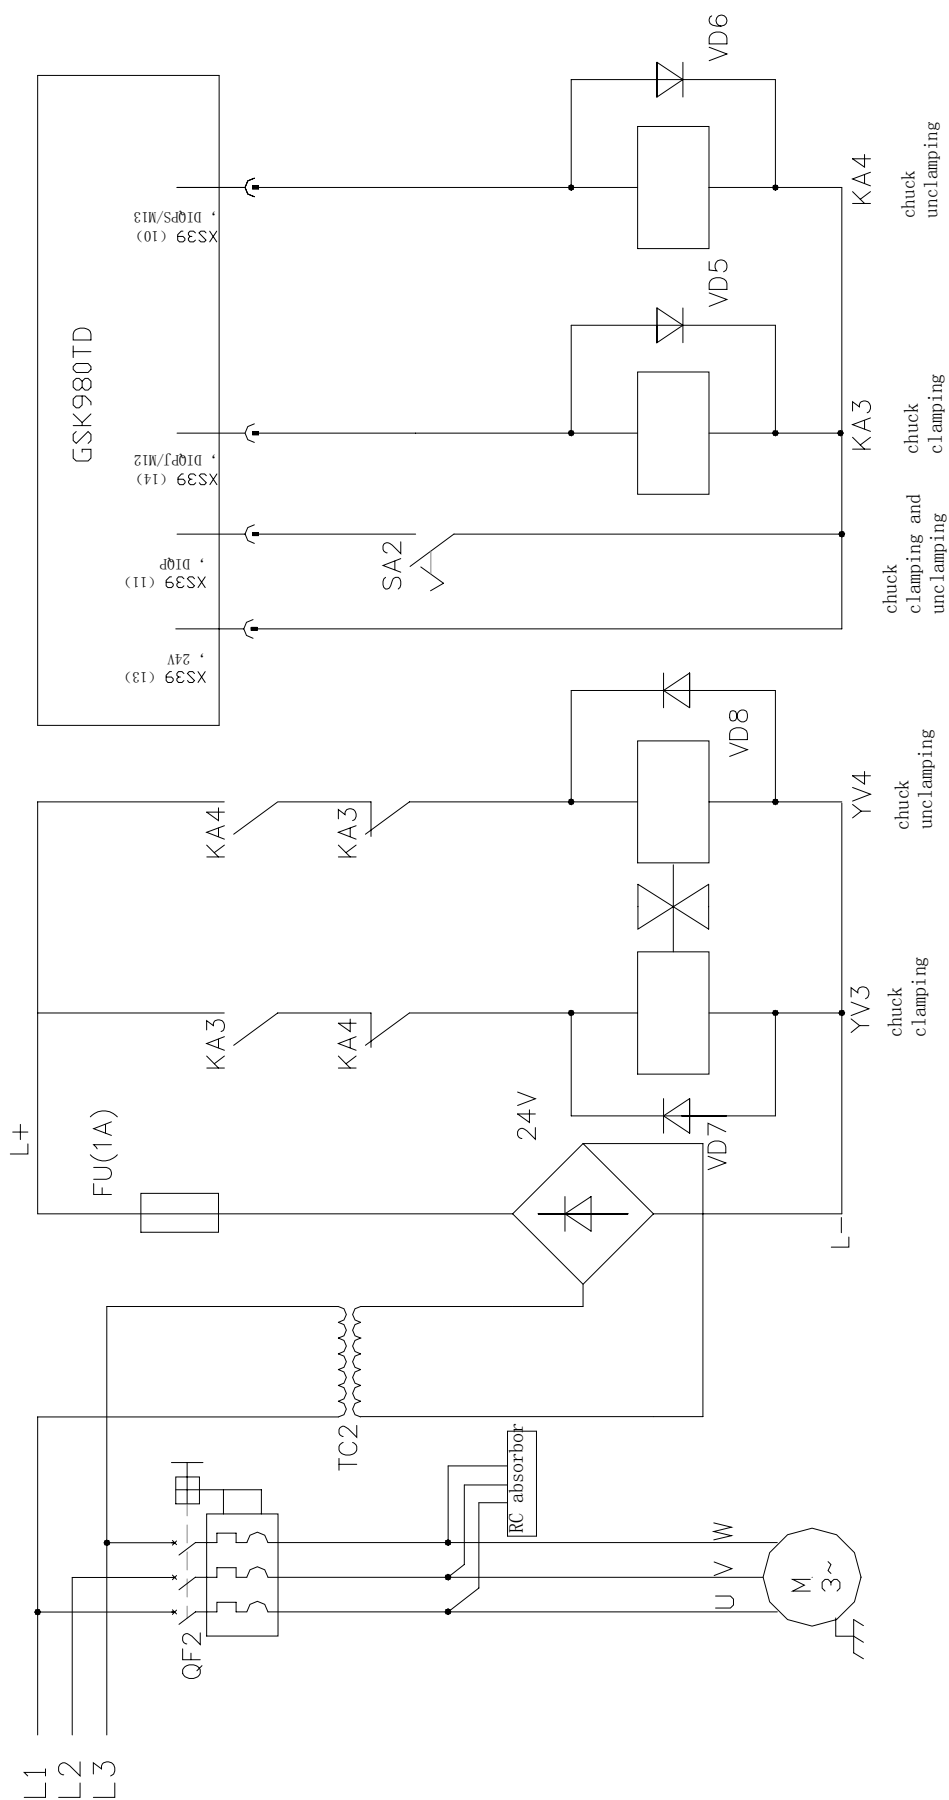 L1
L2
L3
QF2
U
V
W
M
3~
RC absorbor
TC2
L+
FU(1A)
24V
L-
KA3
KA4
VD7
YV3
chuck
clamping
KA4
KA3
VD8
YV4
chuck
unclamping
GSK980TD
XS39 (13)
, 24V
XS39 (11)
, DIQP
XS39 (14)
, DIQPJ/M12
XS39 (10)
, DIQPS/M13
SA2
chuck
clamping and
unclamping
VD5
KA3
chuck
clamping
VD6
KA4
chuck
unclamping